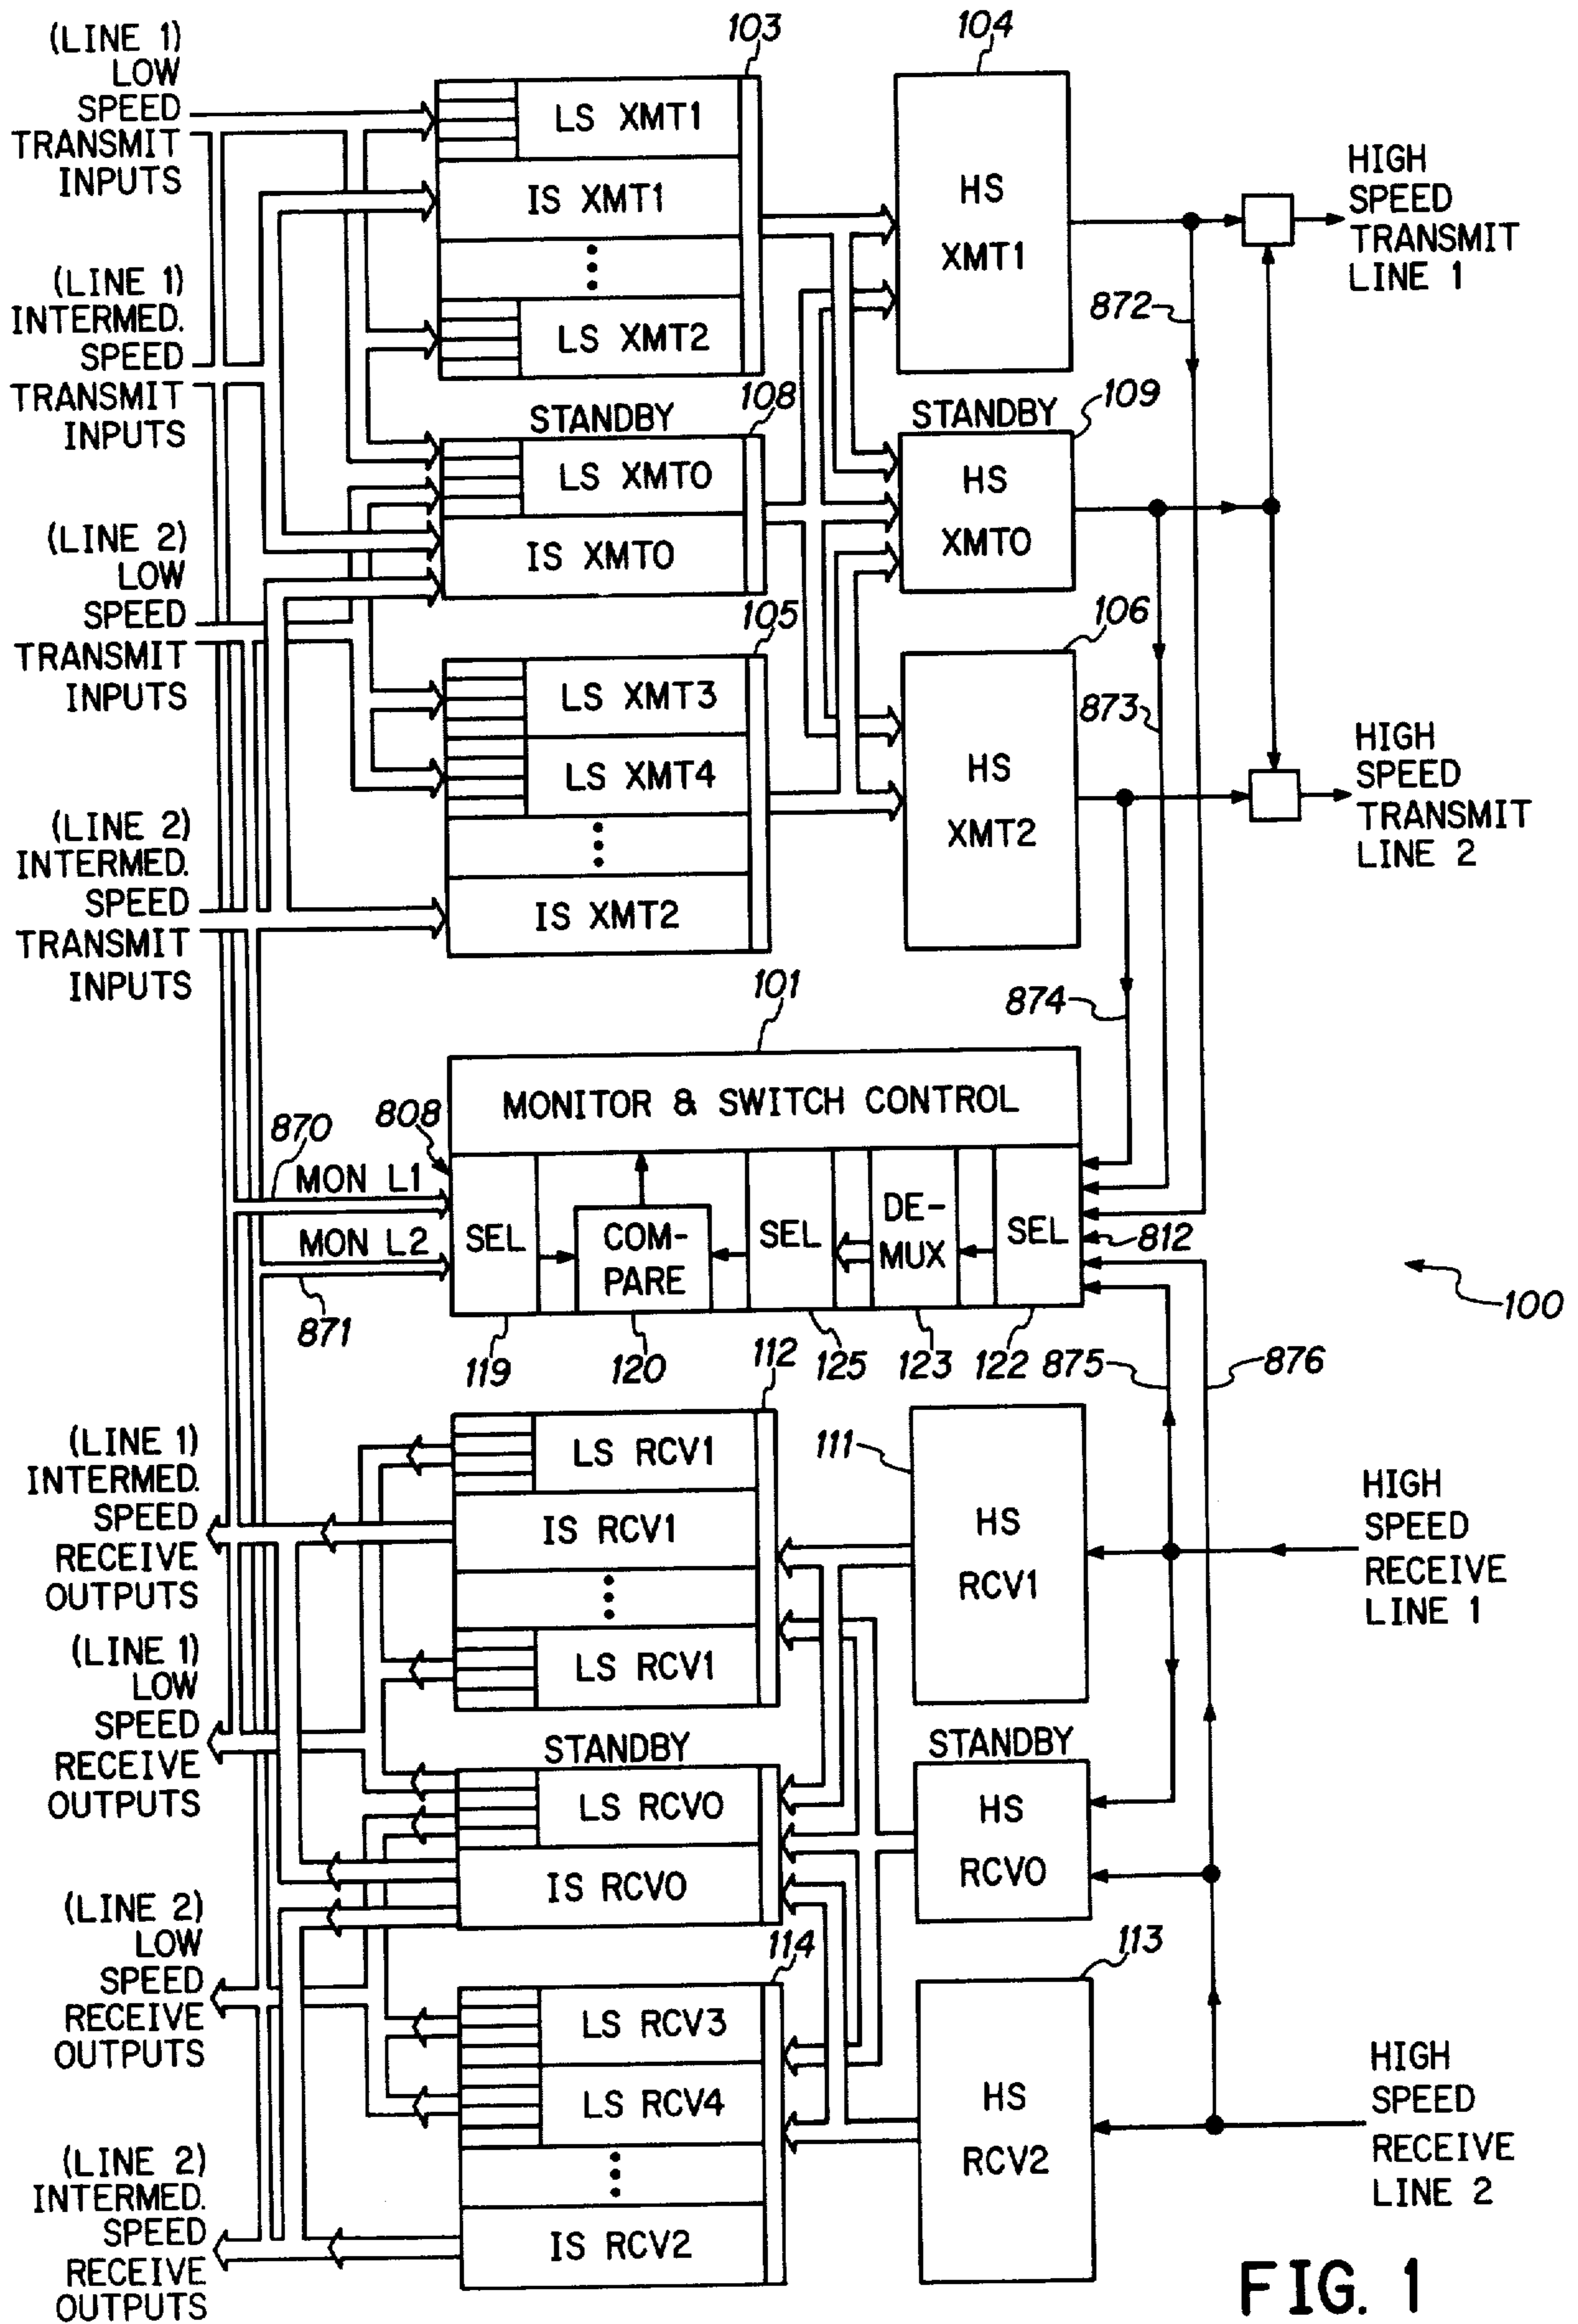 (LINE 1)
LOW
SPEED
TRANSMIT
INPUTS
(LINE 1)
INTERMED.
SPEED
TRANSMIT
INPUTS
(LINE 2)
LOW
SPEED
TRANSMIT
INPUTS
(LINE 2)
INTERMED.
SPEED
TRANSMIT
INPUTS
103
LS XMT1
IS XMT1
LS XMT2
STANDBY
108
LS XMT0
IS XMT0
105
LS XMT3
LS XMT4
IS XMT2
104
HS
XMT1
STANDBY
109
HS
XMT0
106
HS
XMT2
872
873
874
HIGH
SPEED
TRANSMIT
LINE 1
HIGH
SPEED
TRANSMIT
LINE 2
101
MONITOR & SWITCH CONTROL
808
870
MON L1
MON L2
871
SEL
COM-
PARE
SEL
DE-
MUX
SEL
812
119
120
125
123
122
100
875
876
(LINE 1)
INTERMED.
SPEED
RECEIVE
OUTPUTS
(LINE 1)
LOW
SPEED
RECEIVE
OUTPUTS
(LINE 2)
LOW
SPEED
RECEIVE
OUTPUTS
(LINE 2)
INTERMED.
SPEED
RECEIVE
OUTPUTS
112
LS RCV1
IS RCV1
LS RCV1
STANDBY
LS RCV0
IS RCV0
114
LS RCV3
LS RCV4
IS RCV2
111
HS
RCV1
STANDBY
HS
RCV0
113
HS
RCV2
HIGH
SPEED
RECEIVE
LINE 1
HIGH
SPEED
RECEIVE
LINE 2
FIG. 1